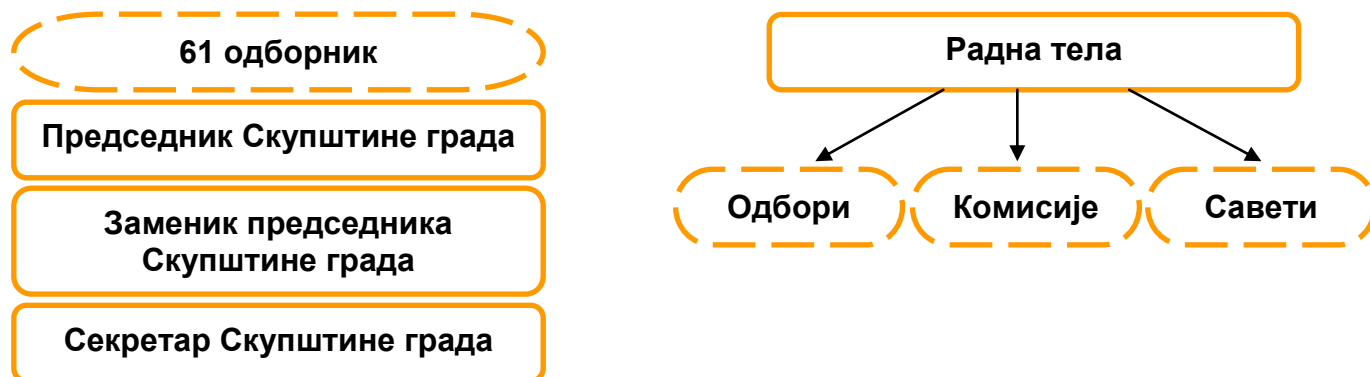 61 одборник
Председник Скупштине града
Заменик председника
Скупштине града
Секретар Скупштине града
Радна тела
Одбори
Комисије
Савети